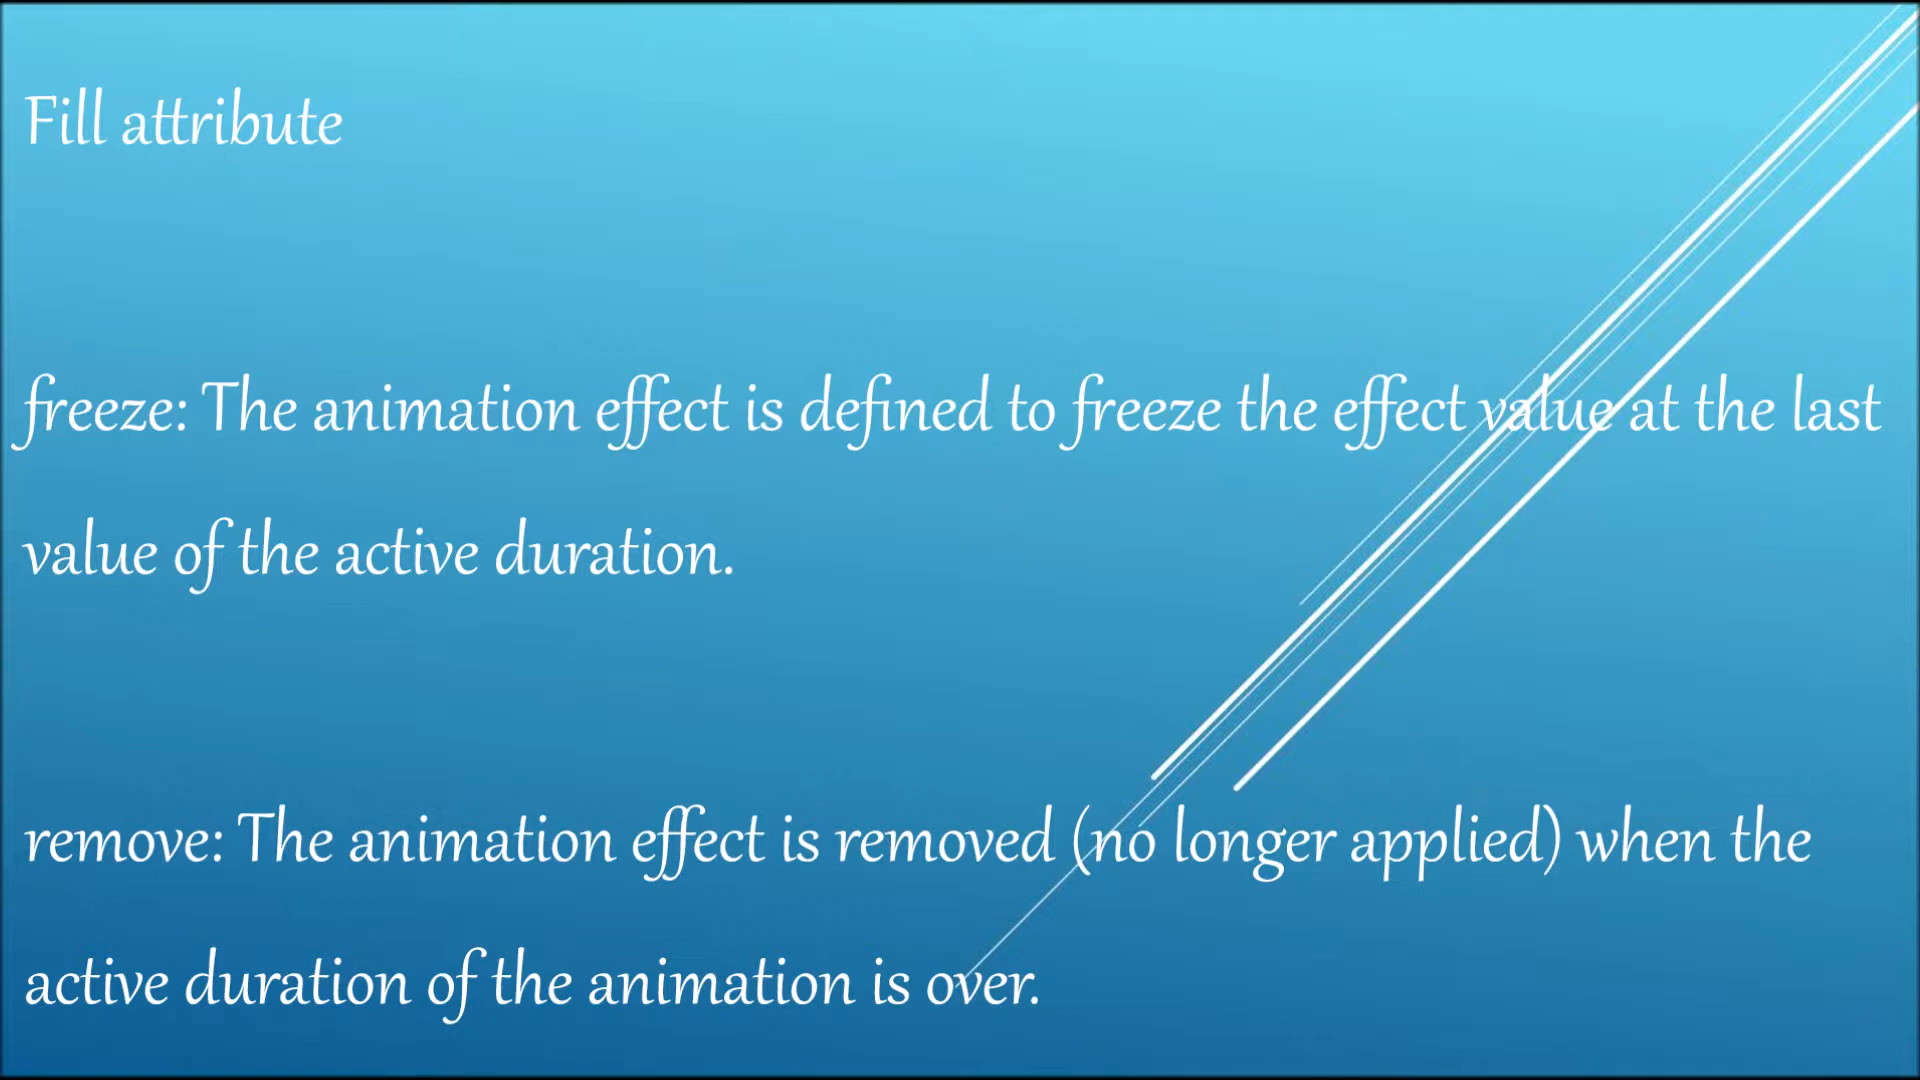 Fill attribute
freeze: The animation effect is defined to freeze the effect value at the last
value of the active duration.
remove: The animation effect is removed (no longer applied) when the
active duration of the animation is over.